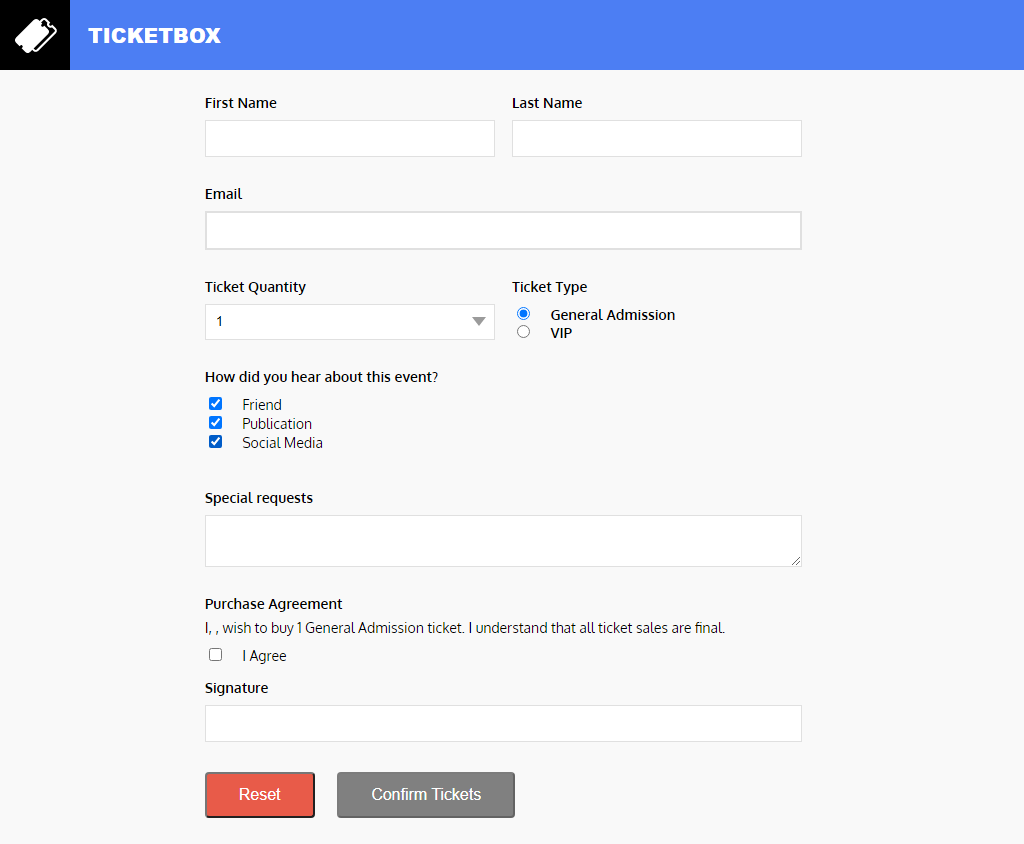 TICKETBOX
First Name Last Name
Email
Ticket Quantity Ticket Type
1 General Admission
VIP
How did you hear about this event?
Friend
Publication
Social Media
Special requests
Purchase Agreement
I, , wish to buy 1 General Admission ticket. I understand that all ticket sales are final.
I Agree
Signature
Reset Confirm Tickets